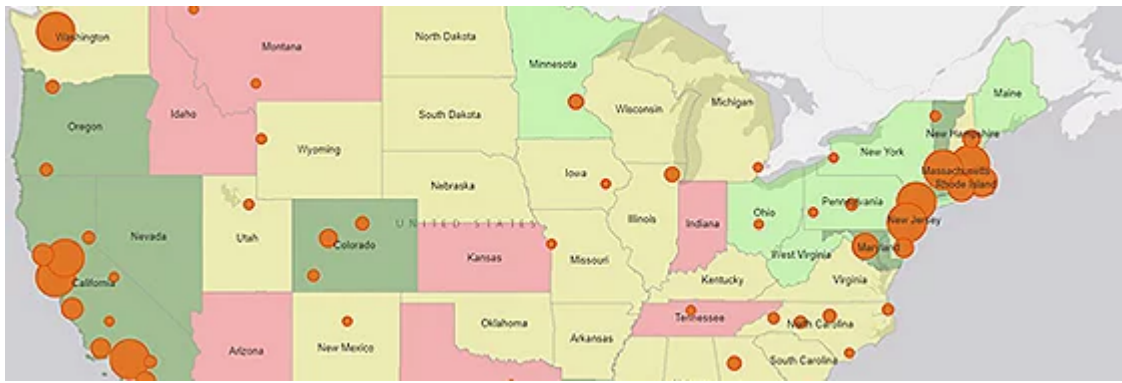 Washington
Montana
North Dakota
Minnesota
Maine
Oregon
Idaho
South Dakota
Wisconsin
Michigan
New Hampshire
Wyoming
New York
Massachusetts
Rhode Island
Nebraska
Iowa
Pennsylvania
Nevada
Utah
Colorado
UNITED STATES
Illinois
Indiana
Ohio
New Jersey
Kansas
Missouri
West Virginia
Maryland
California
Kentucky
Virginia
Arizona
New Mexico
Oklahoma
Arkansas
Tennessee
North Carolina
South Carolina